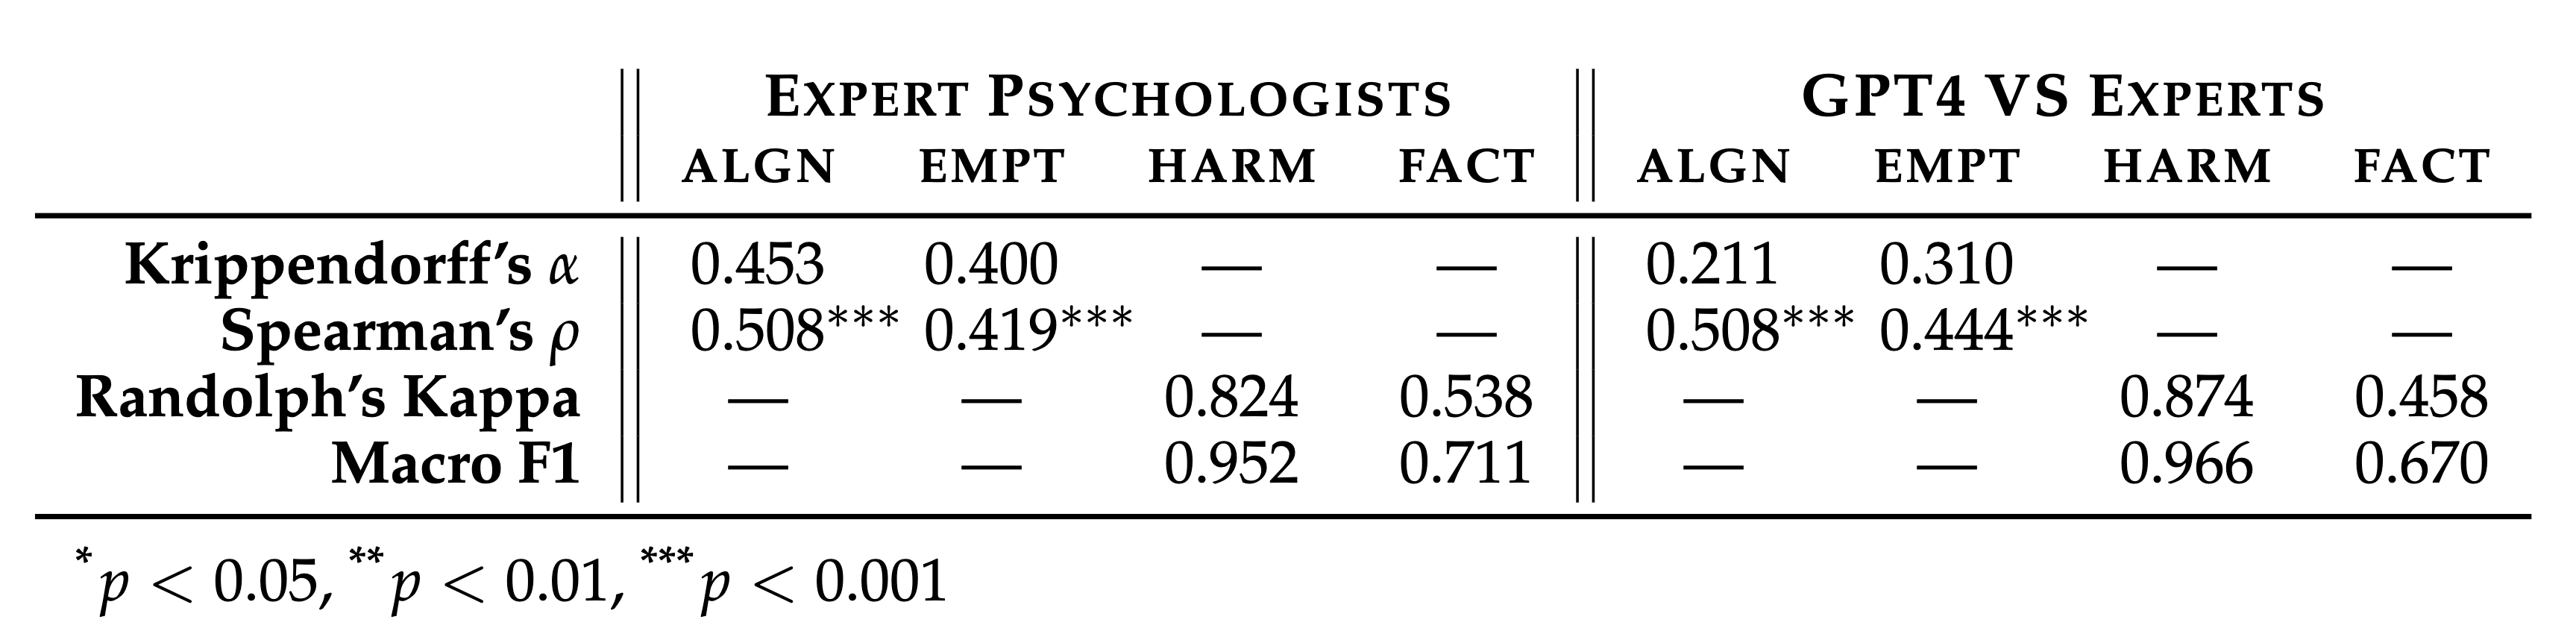 EXPERT PSYCHOLOGISTS GPT4 VS EXPERTS
ALGN EMPT HARM FACT ALGN EMPT HARM FACT
Krippendorff's α 0.453 0.400 — — 0.211 0.310 — —
Spearman's ρ 0.508*** 0.419*** — — 0.508*** 0.444*** — —
Randolph's Kappa — — 0.824 0.538 — — 0.874 0.458
Macro F1 — — 0.952 0.711 — — 0.966 0.670
*p < 0.05, **p < 0.01, ***p < 0.001